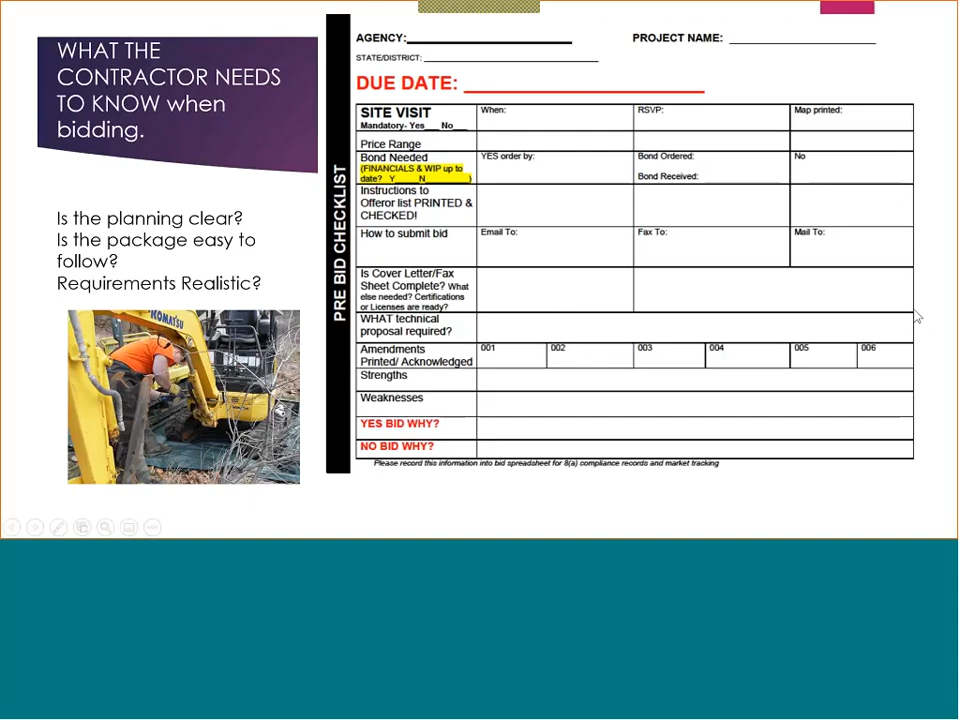 WHAT THE
CONTRACTOR NEEDS
TO KNOW when
bidding.
Is the planning clear?
Is the package easy to
follow?
Requirements Realistic?
KOMATSU
PRE BID CHECKLIST
AGENCY: PROJECT NAME:
STATE/DISTRICT:
DUE DATE:
SITE VISIT When: RSVP: Map printed:
Mandatory- Yes___ No___
Price Range
Bond Needed YES order by: Bond Ordered: No
(FINANCIALS & WIP up to
date? Y____N________) Bond Received:
Instructions to
Offeror list PRINTED &
CHECKED!
How to submit bid Email To: Fax To: Mail To:
Is Cover Letter/Fax
Sheet Complete? What
else needed? Certifications
or Licenses are ready?
WHAT technical
proposal required?
Amendments 001 002 003 004 005 006
Printed/ Acknowledged
Strengths
Weaknesses
YES BID WHY?
NO BID WHY?
Please record this information into bid spreadsheet for 8(a) compliance records and market tracking